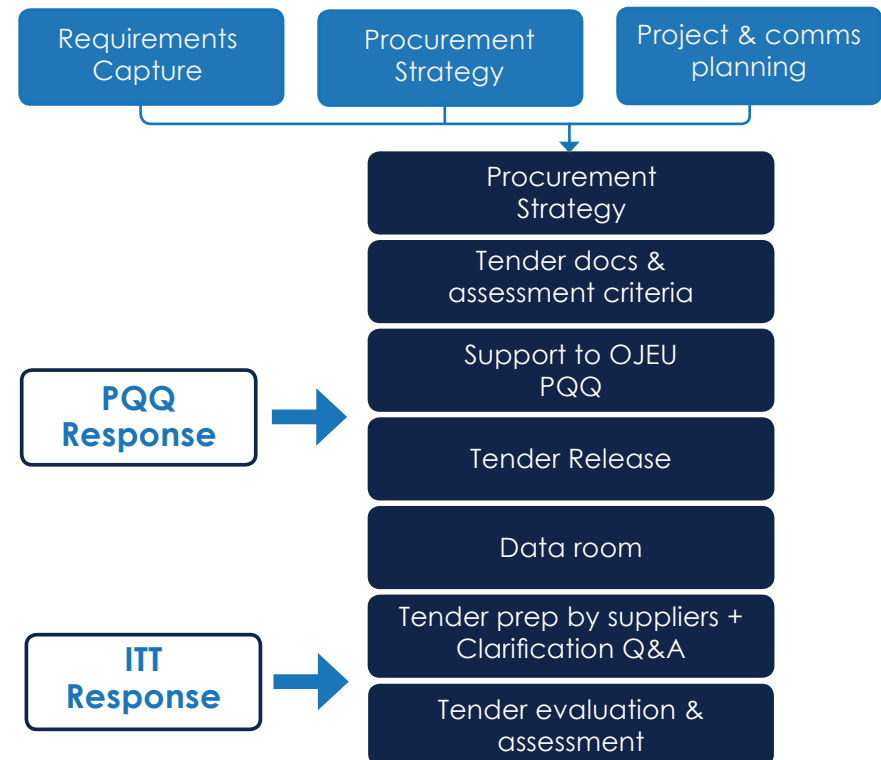 Requirements
Capture
Procurement
Strategy
Project & comms
planning
Procurement
Strategy
Tender docs &
assessment criteria
Support to OJEU
PQQ
PQQ
Response
Tender Release
Data room
Tender prep by suppliers +
Clarification Q&A
ITT
Response
Tender evaluation &
assessment